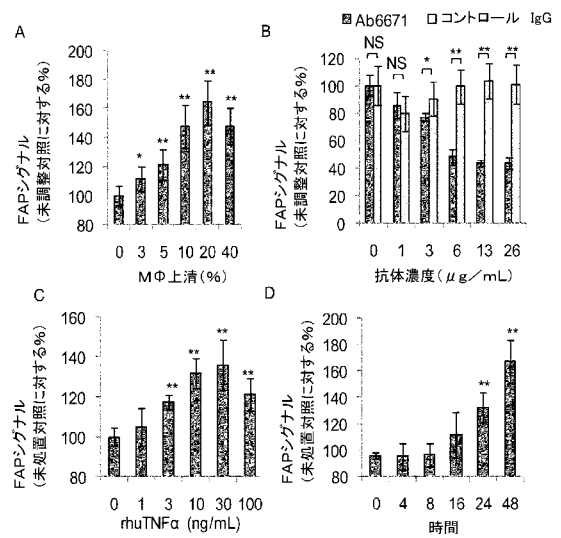 A
FAPシグナル
(未調整対照に対する%)
180
160
140
120
100
80
* ** ** ** **
0 3 5 10 20 40
MΦ上清(%)
B
Ab6671 コントロール IgG
FAPシグナル
(未調整対照に対する%)
120
100
80
60
40
20
0
NS NS * ** ** **
0 1 3 6 13 26
抗体濃度(μg/mL)
C
FAPシグナル
(未処置対照に対する%)
160
140
120
100
80
** ** ** **
0 1 3 10 30 100
rhuTNFα (ng/mL)
D
FAPシグナル
(未処置対照に対する%)
200
180
160
140
120
100
80
** **
0 4 8 16 24 48
時間